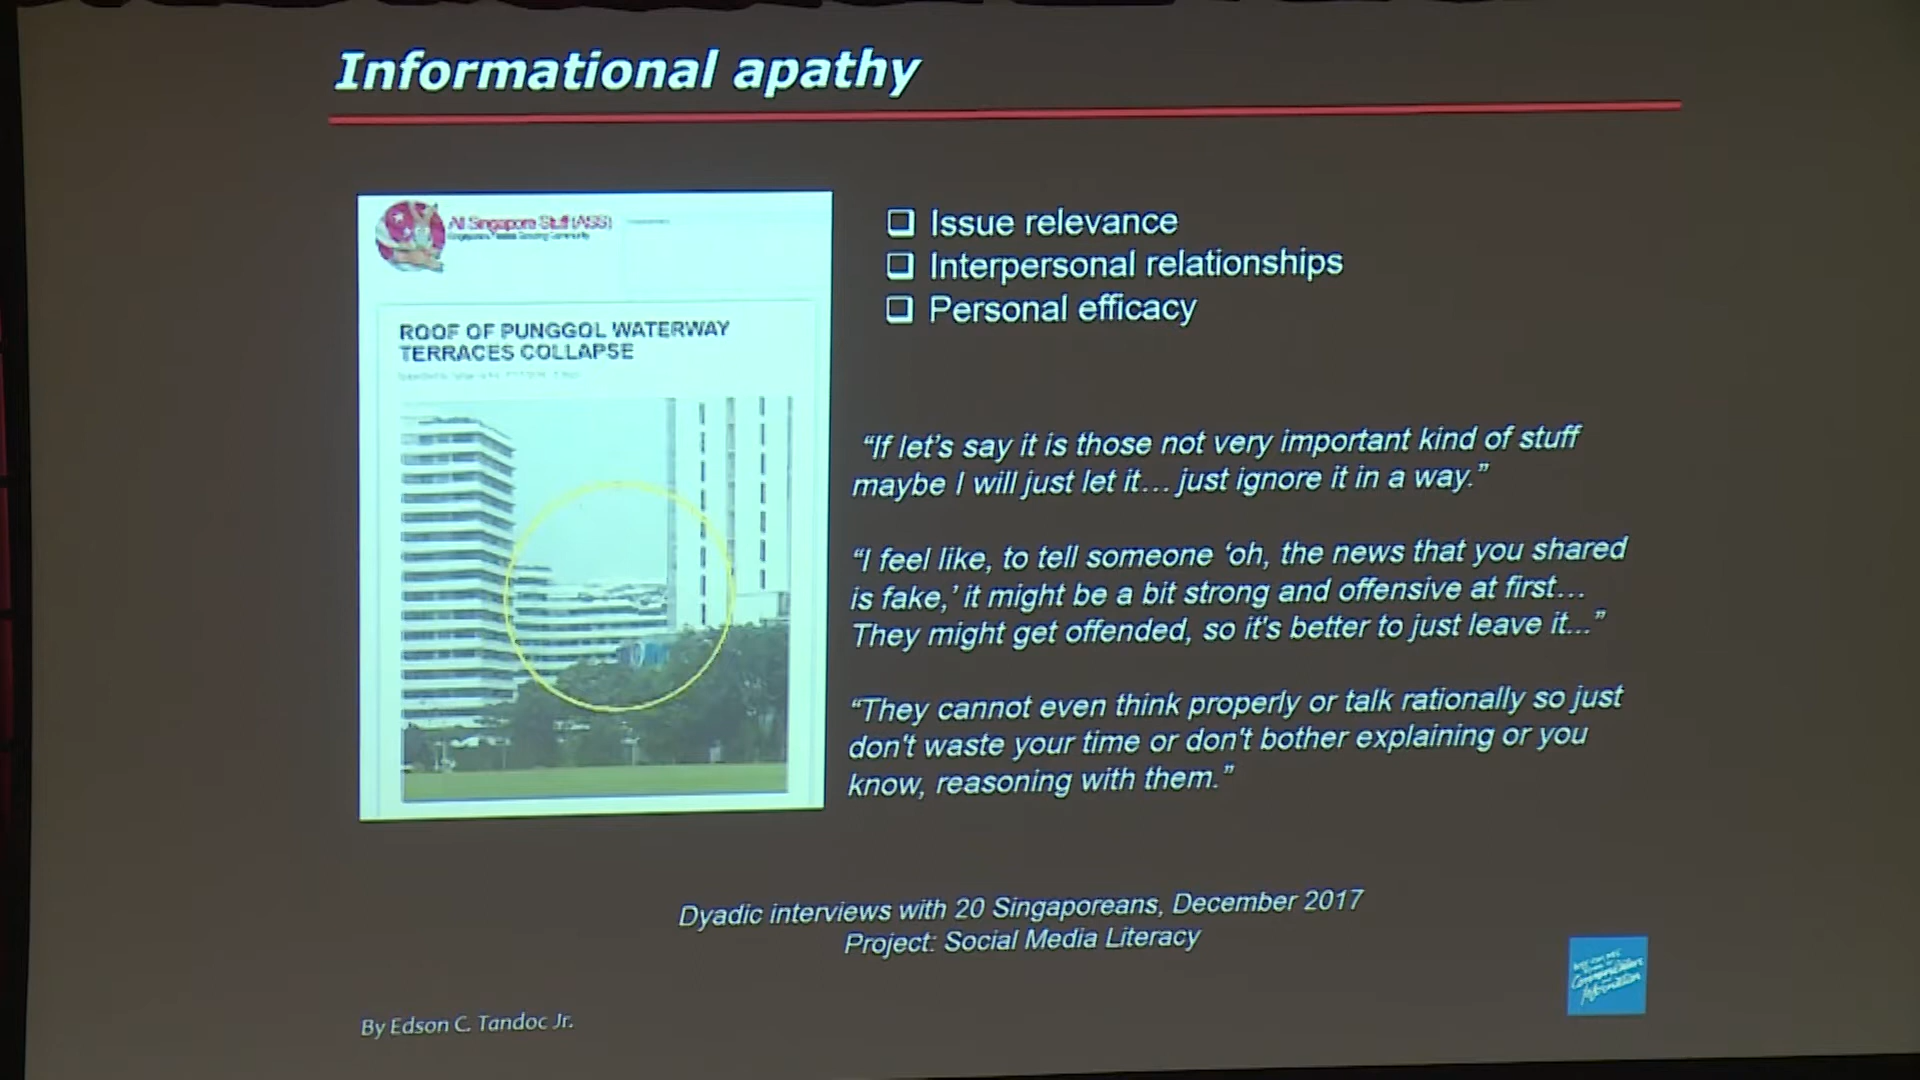 Informational apathy
All Singapore Stuff (ASS)
ROOF OF PUNGGOL WATERWAY
TERRACES COLLAPSE
Issue relevance
Interpersonal relationships
Personal efficacy
“If let’s say it is those not very important kind of stuff
maybe I will just let it… just ignore it in a way.”
“I feel like, to tell someone ‘oh, the news that you shared
is fake,’ it might be a bit strong and offensive at first…
They might get offended, so it's better to just leave it…”
“They cannot even think properly or talk rationally so just
don't waste your time or don't bother explaining or you
know, reasoning with them.”
Dyadic interviews with 20 Singaporeans, December 2017
Project: Social Media Literacy
Communication
Information
By Edson C. Tandoc Jr.